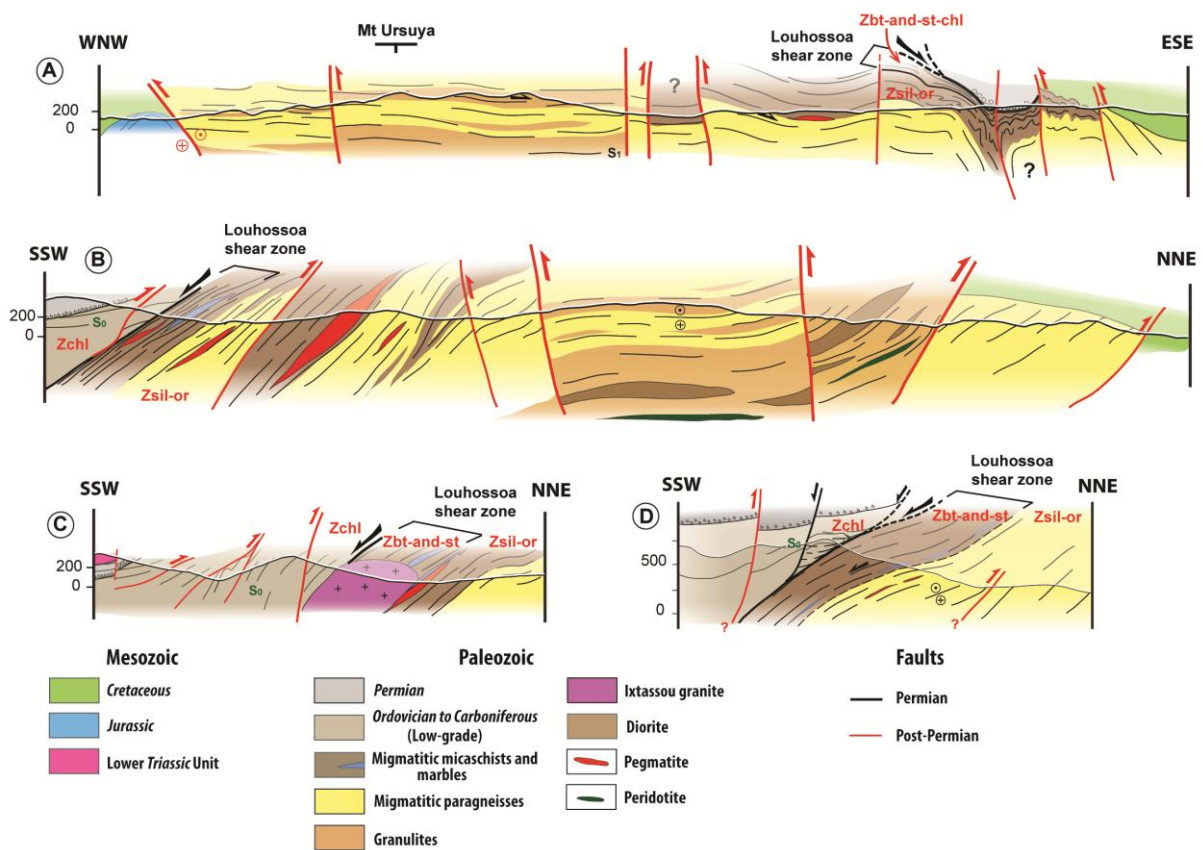 Zbt-and-st-chl
Mt Ursuya
Louhossoa
shear zone
WNW
ESE
A
200
0
?
Zsil-or
S1
?
Louhossoa
shear zone
SSW
B
NNE
200
0
S0
Zchl
Zsil-or
Louhossoa
shear zone
SSW
C
NNE
Zchl
Zbt-and-st
Zsil-or
200
0
S0
Louhossoa
shear zone
SSW
D
NNE
Zchl
Zbt-and-st
Zsil-or
S0
500
0
?
Mesozoic
Cretaceous
Jurassic
Lower Triassic Unit
Paleozoic
Permian
Ordovician to Carboniferous
(Low-grade)
Migmatitic micaschists and
marbles
Migmatitic paragneisses
Granulites
Ixtassou granite
Diorite
Pegmatite
Peridotite
Faults
Permian
Post-Permian